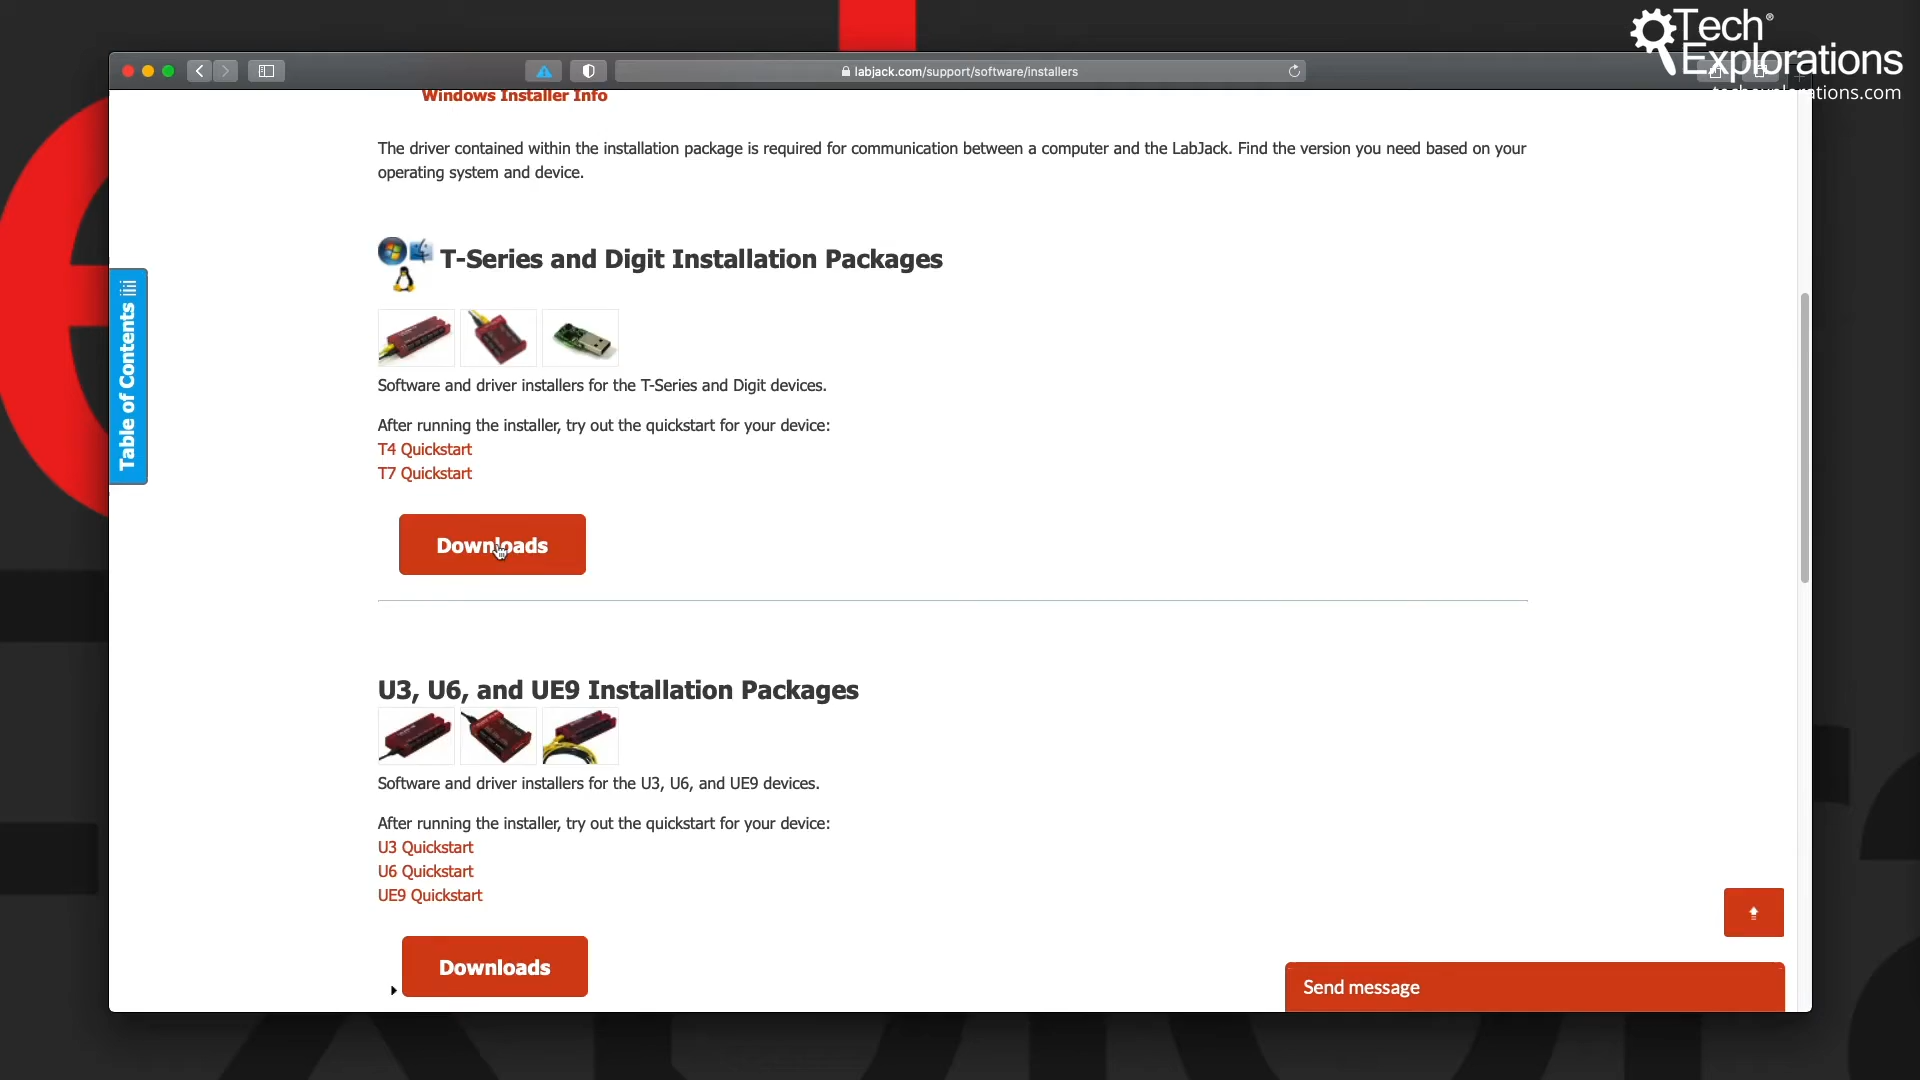 Tech®
Explorations
labjack.com/support/software/installers
Windows Installer Info
The driver contained within the installation package is required for communication between a computer and the LabJack. Find the version you need based on your
operating system and device.
T-Series and Digit Installation Packages
Table of Contents
Software and driver installers for the T-Series and Digit devices.
After running the installer, try out the quickstart for your device:
T4 Quickstart
T7 Quickstart
Downloads
U3, U6, and UE9 Installation Packages
Software and driver installers for the U3, U6, and UE9 devices.
After running the installer, try out the quickstart for your device:
U3 Quickstart
U6 Quickstart
UE9 Quickstart
Downloads
Send message